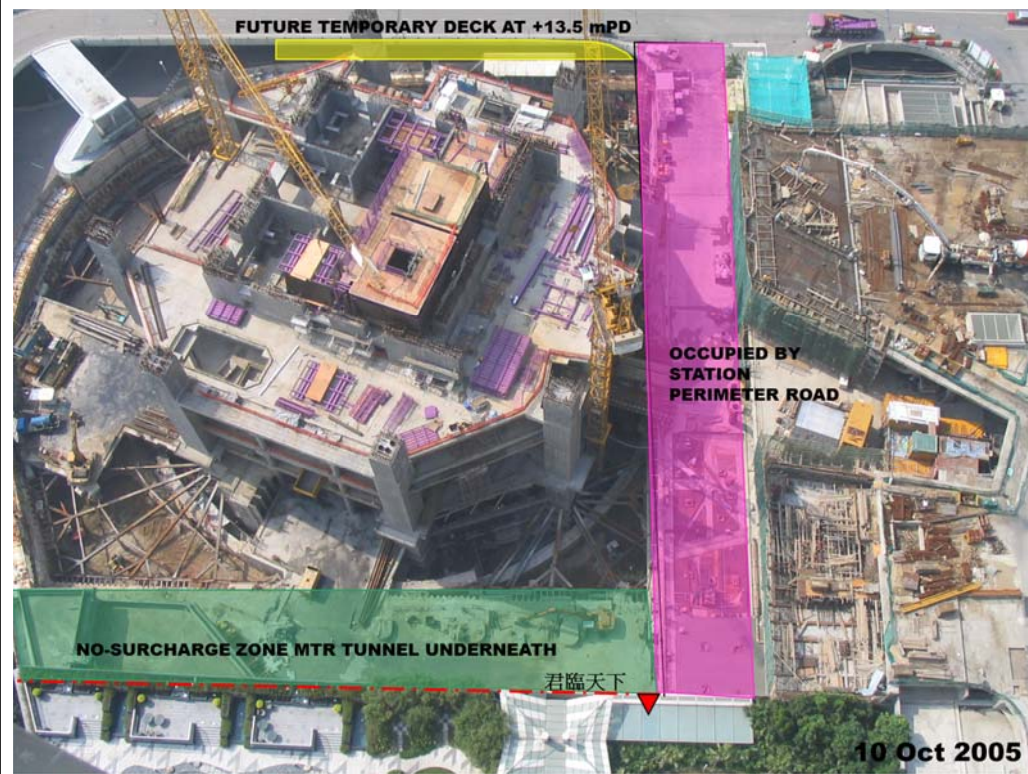 FUTURE TEMPORARY DECK AT +13.5 mPD
OCCUPIED BY
STATION
PERIMETER ROAD
NO-SURCHARGE ZONE MTR TUNNEL UNDERNEATH
君臨天下
10 Oct 2005